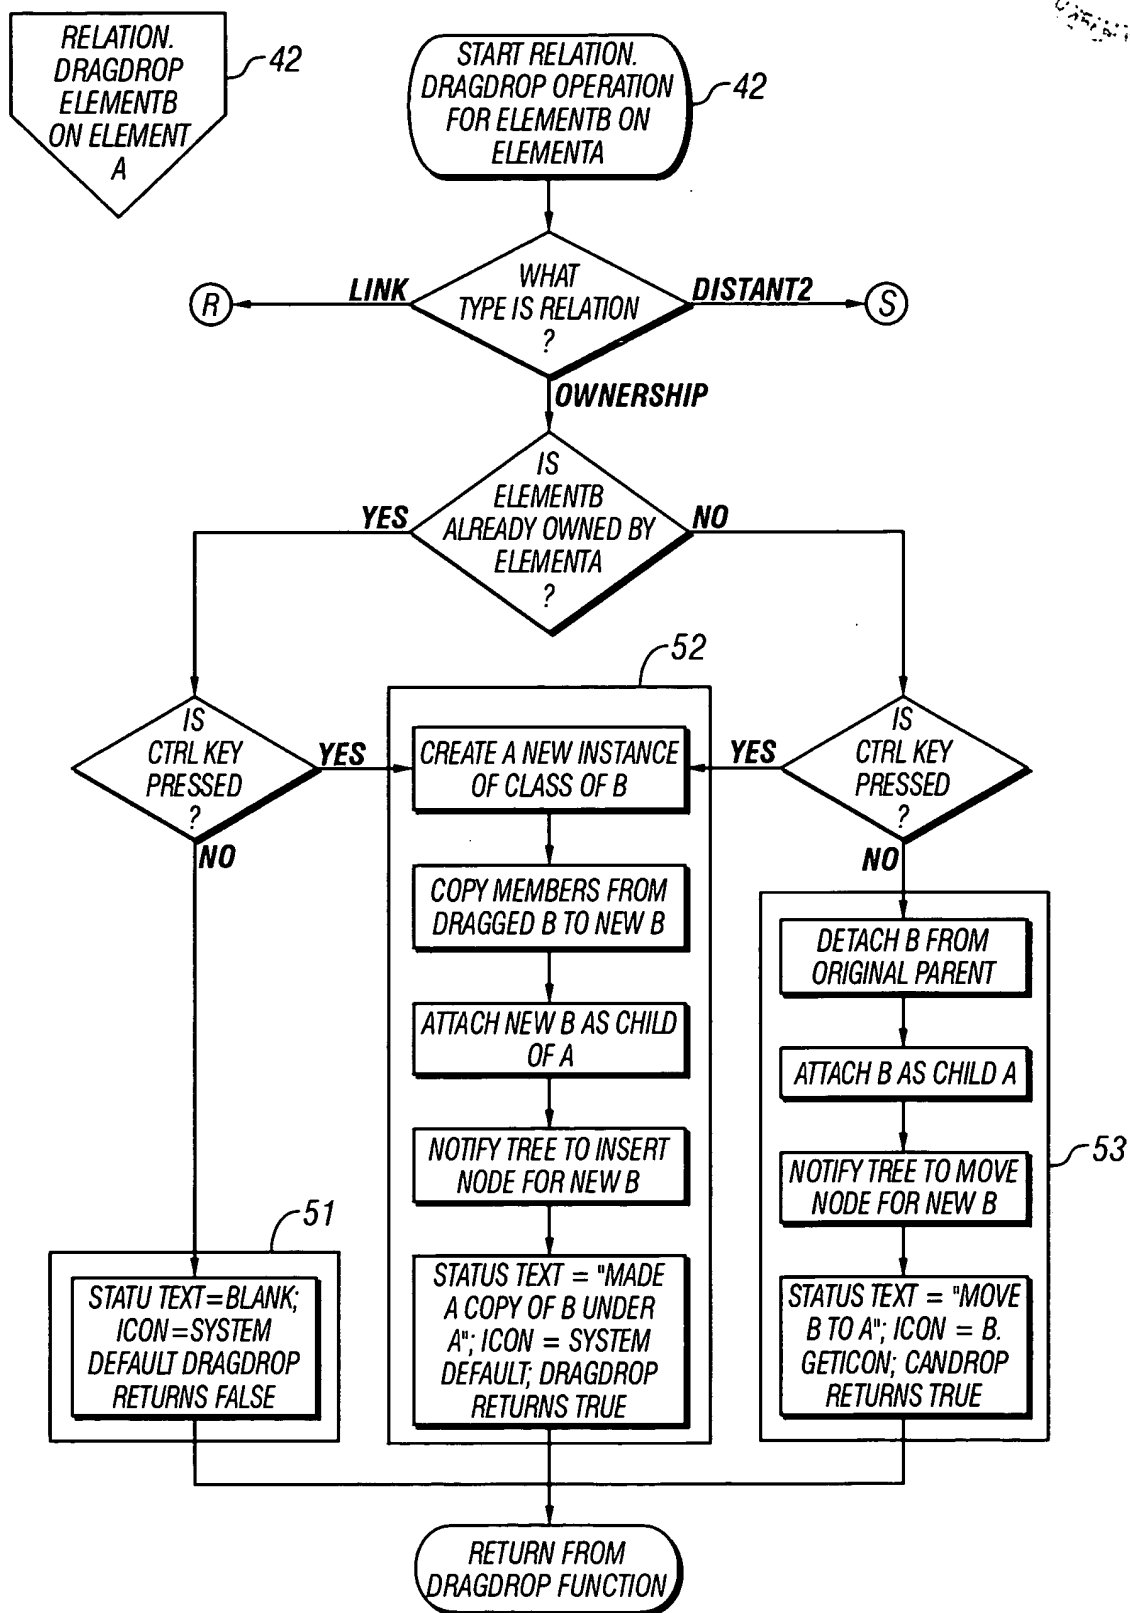 RELATION.
DRAGDROP
ELEMENTB
ON ELEMENT
A
42
START RELATION.
DRAGDROP OPERATION
FOR ELEMENTB ON
ELEMENTA
42
WHAT
TYPE IS RELATION
?
LINK
R
DISTANT2
S
OWNERSHIP
IS
ELEMENTB
ALREADY OWNED BY
ELEMENTA
?
YES
NO
IS
CTRL KEY
PRESSED
?
YES
NO
52
CREATE A NEW INSTANCE
OF CLASS OF B
COPY MEMBERS FROM
DRAGGED B TO NEW B
ATTACH NEW B AS CHILD
OF A
NOTIFY TREE TO INSERT
NODE FOR NEW B
STATUS TEXT = "MADE
A COPY OF B UNDER
A"; ICON = SYSTEM
DEFAULT; DRAGDROP
RETURNS TRUE
IS
CTRL KEY
PRESSED
?
YES
NO
DETACH B FROM
ORIGINAL PARENT
ATTACH B AS CHILD A
NOTIFY TREE TO MOVE
NODE FOR NEW B
53
STATUS TEXT = "MOVE
B TO A"; ICON = B.
GETICON; CANDROP
RETURNS TRUE
51
STATU TEXT=BLANK;
ICON=SYSTEM
DEFAULT DRAGDROP
RETURNS FALSE
RETURN FROM
DRAGDROP FUNCTION